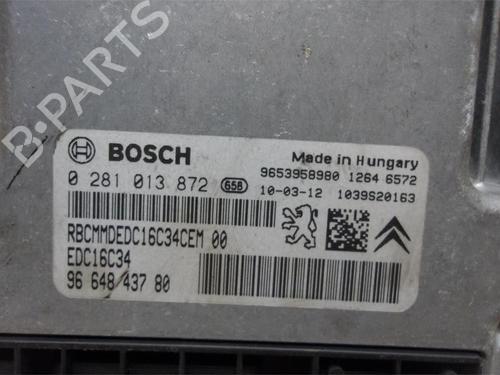 B-PARTS
BOSCH
Made in Hungary
9653958980 1264 6572
0 281 013 872 658
10-03-12 1039S20163
RBCMMDEDC16C34CEM 00
EDC16C34
96 648 437 80